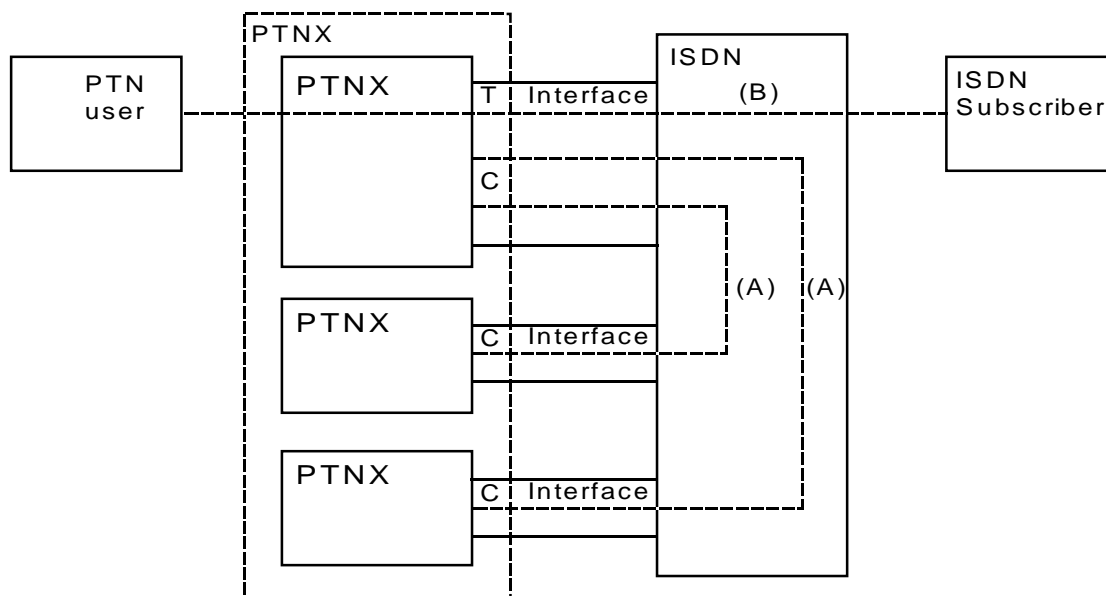 PTNX
PTN
user
PTNX
T Interface
ISDN
(B)
ISDN
Subscriber
C
(A)
(A)
PTNX
C Interface
PTNX
C Interface